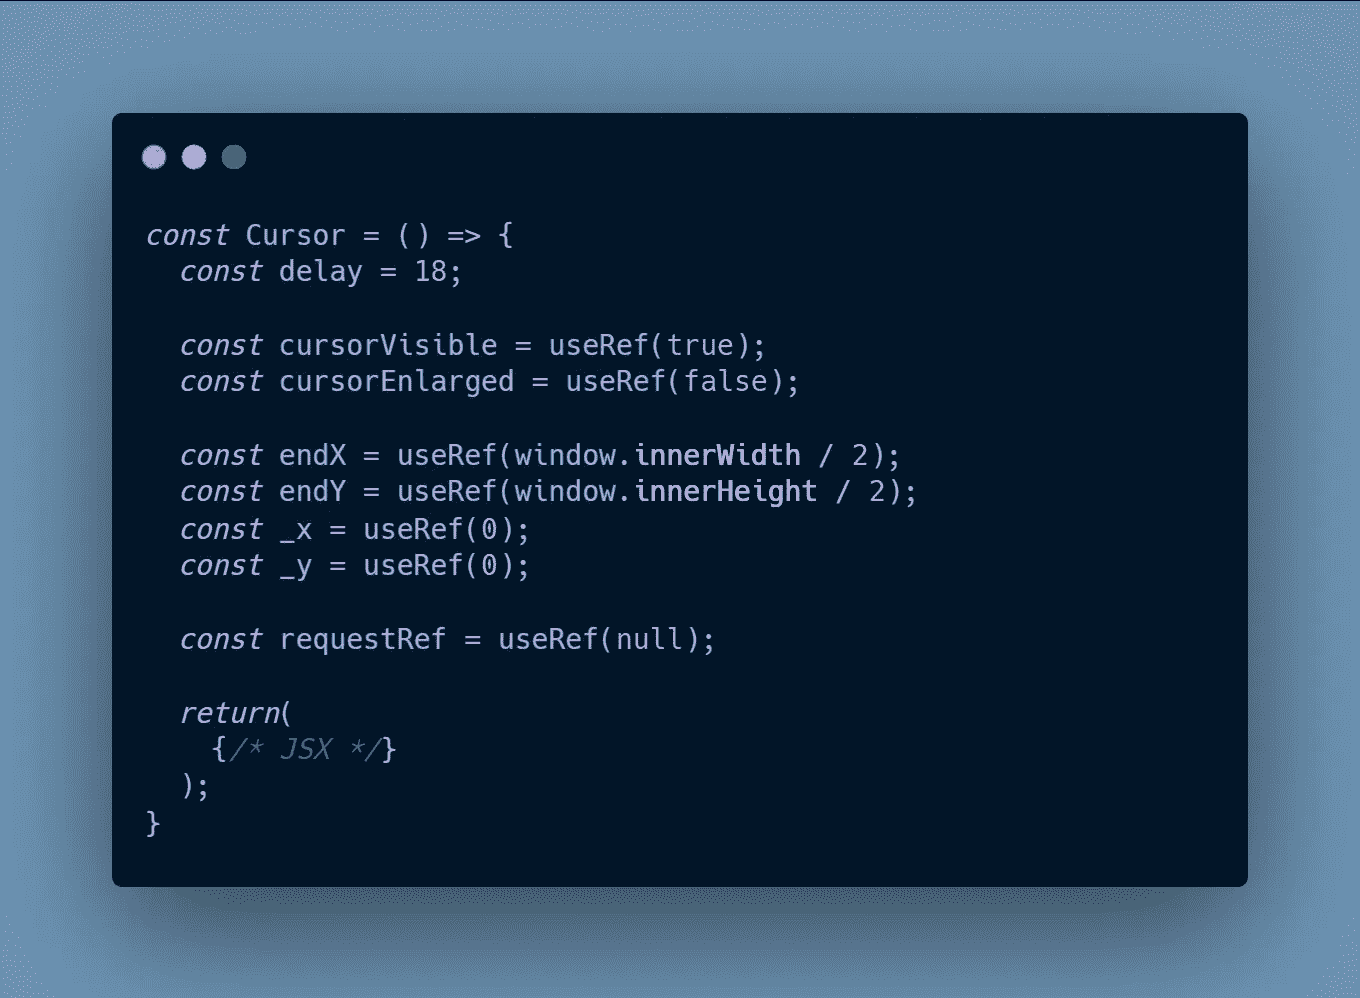 const Cursor = () => {
  const delay = 18;

  const cursorVisible = useRef(true);
  const cursorEnlarged = useRef(false);

  const endX = useRef(window.innerWidth / 2);
  const endY = useRef(window.innerHeight / 2);
  const _x = useRef(0);
  const _y = useRef(0);

  const requestRef = useRef(null);

  return(
    {/* JSX */}
  );
}